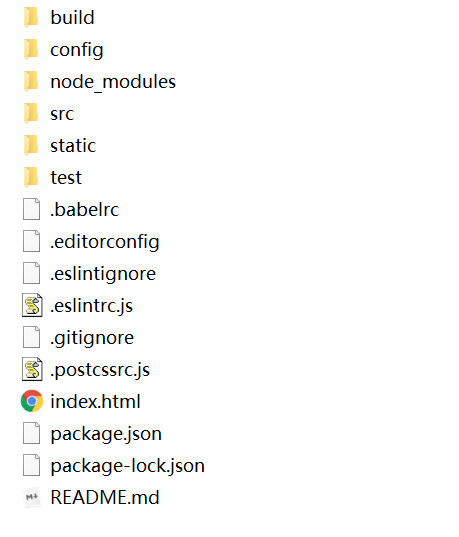 build
config
node_modules
src
static
test
.babelrc
.editorconfig
.eslintignore
.eslintrc.js
.gitignore
.postcssrc.js
index.html
package.json
package-lock.json
README.md